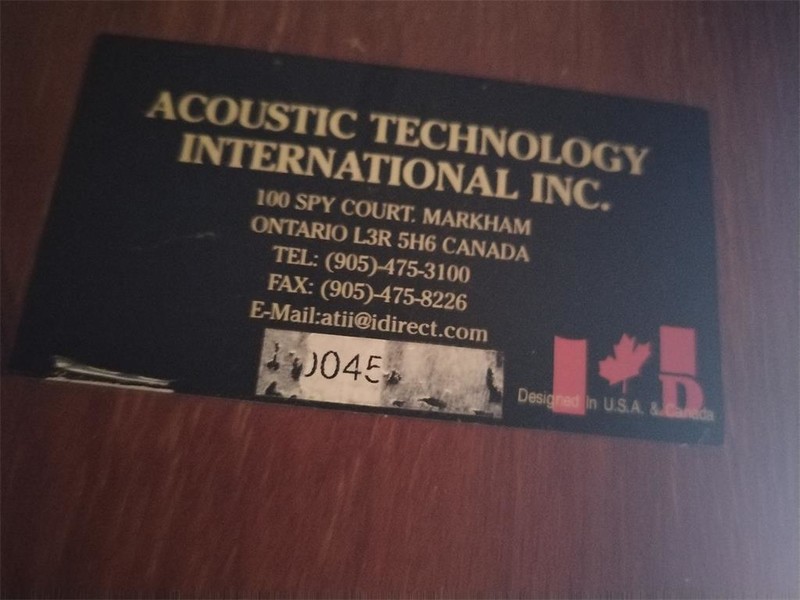 ACOUSTIC TECHNOLOGY
INTERNATIONAL INC.
100 SPY COURT. MARKHAM
ONTARIO L3R 5H6 CANADA
TEL: (905)-475-3100
FAX: (905)-475-8226
E-Mail:atii@idirect.com
0045
D
Designed In U.S.A. & Canada